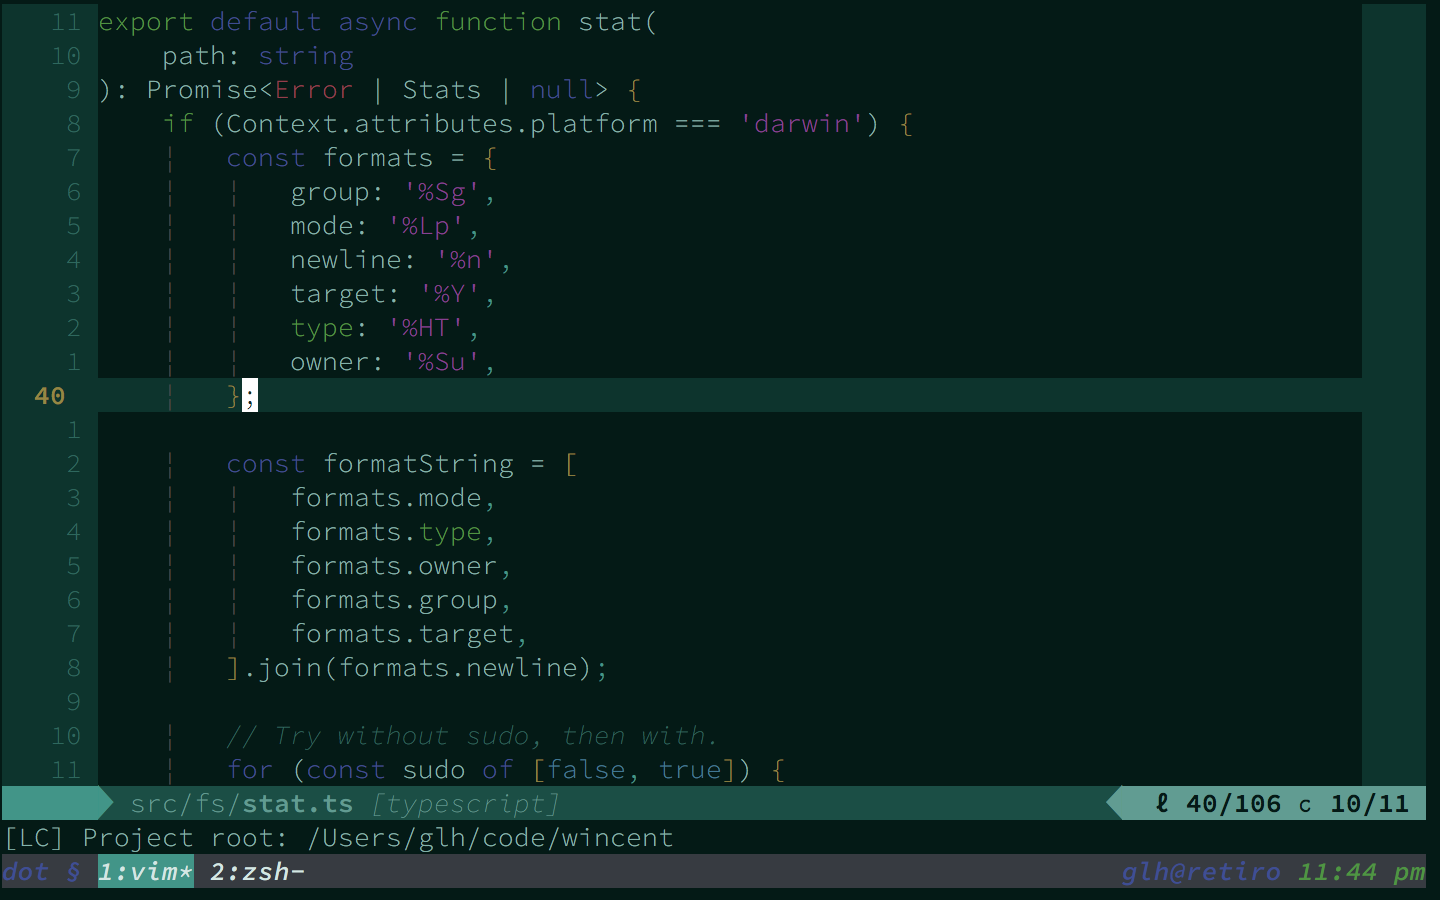 11 export default async function stat(
10     path: string
9 ): Promise<Error | Stats | null> {
8     if (Context.attributes.platform === 'darwin') {
7     ¦   const formats = {
6     ¦   ¦   group: '%Sg',
5     ¦   ¦   mode: '%Lp',
4     ¦   ¦   newline: '%n',
3     ¦   ¦   target: '%Y',
2     ¦   ¦   type: '%HT',
1     ¦   ¦   owner: '%Su',
40     ¦   };
1
2     ¦   const formatString = [
3     ¦   ¦   formats.mode,
4     ¦   ¦   formats.type,
5     ¦   ¦   formats.owner,
6     ¦   ¦   formats.group,
7     ¦   ¦   formats.target,
8     ¦   ].join(formats.newline);
9
10     ¦   // Try without sudo, then with.
11     ¦   for (const sudo of [false, true]) {
src/fs/stat.ts [typescript] ℓ 40/106 c 10/11
[LC] Project root: /Users/glh/code/wincent
dot § 1:vim* 2:zsh- glh@retiro 11:44 pm